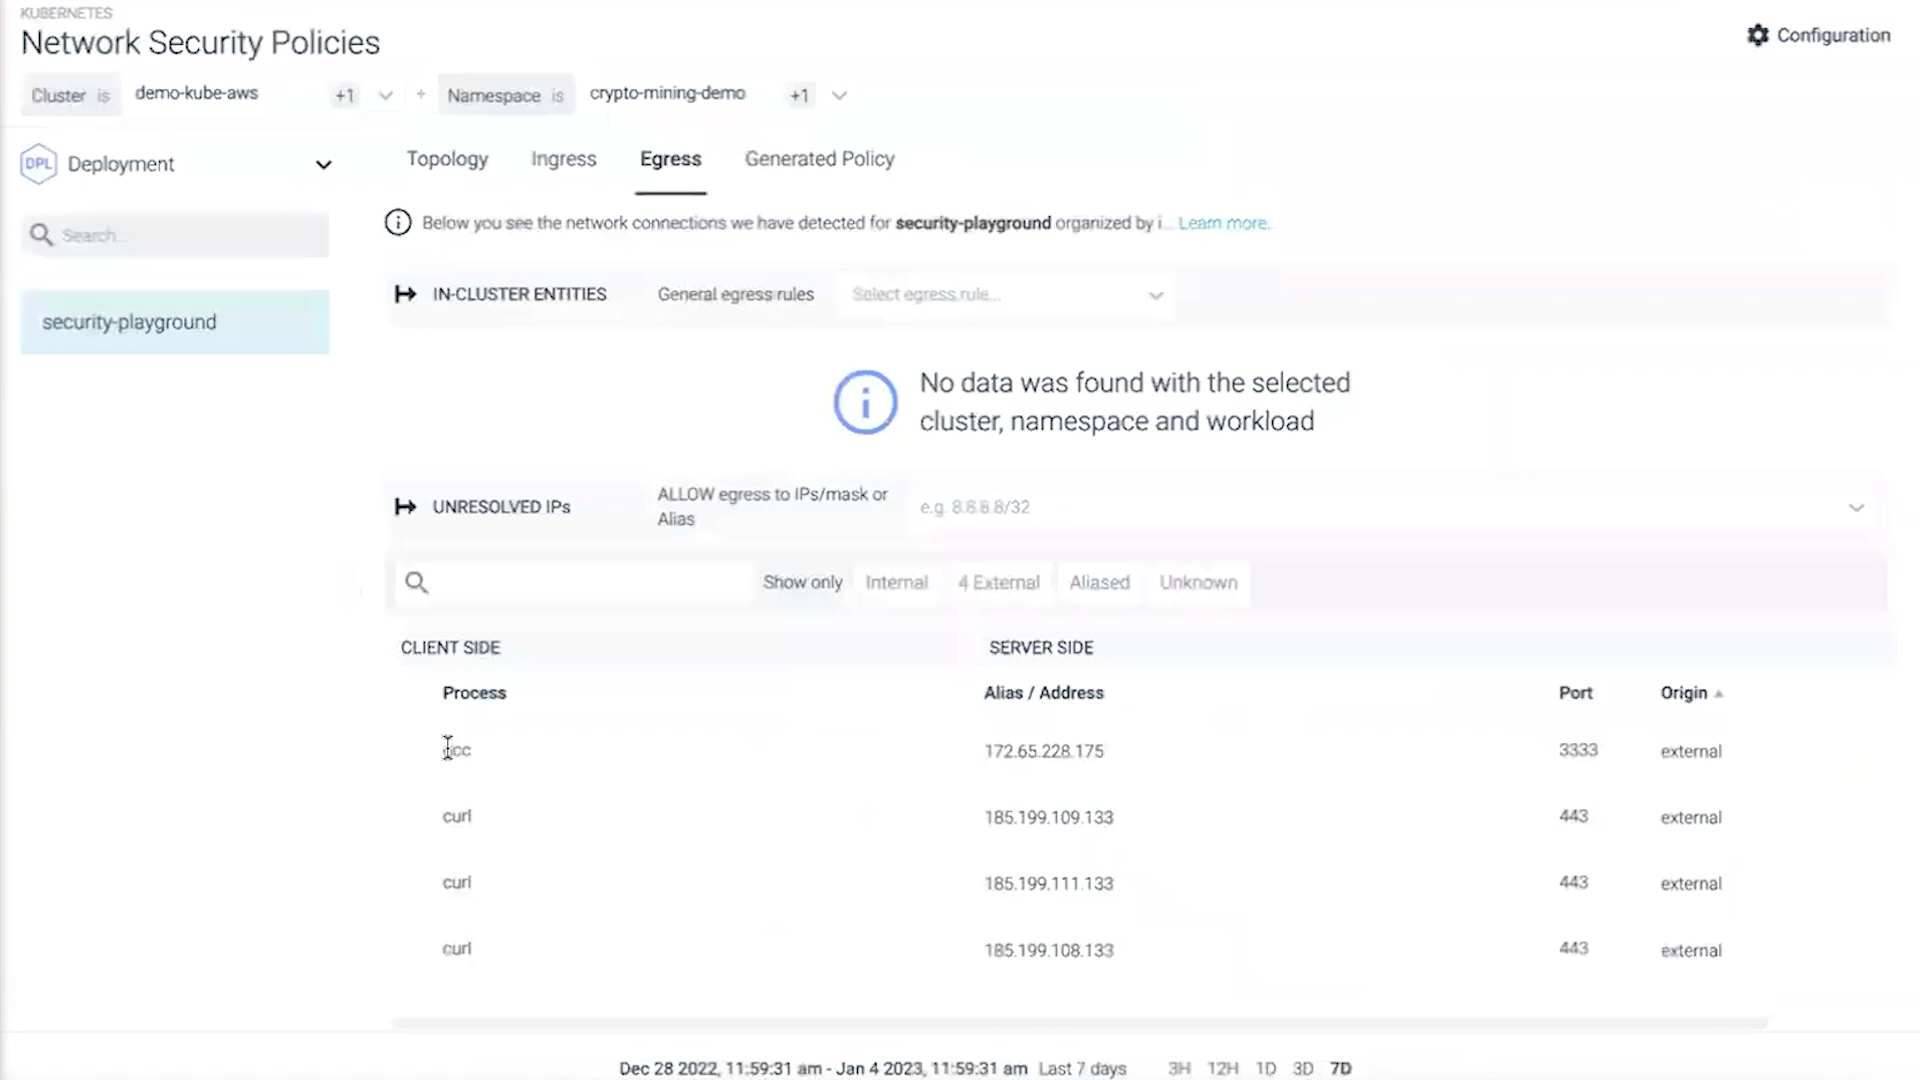 KUBERNETES
Network Security Policies
Configuration
Cluster is demo-kube-aws +1 + Namespace is crypto-mining-demo +1
DPL Deployment
Search...
security-playground
Topology Ingress Egress Generated Policy
Below you see the network connections we have detected for security-playground organized by i... Learn more.
IN-CLUSTER ENTITIES General egress rules Select egress rule...
No data was found with the selected
cluster, namespace and workload
UNRESOLVED IPs
ALLOW egress to IPs/mask or
Alias
e.g. 8.8.8.8/32
Show only Internal 4 External Aliased Unknown
CLIENT SIDE SERVER SIDE
Process Alias / Address Port Origin
172.65.228.175 3333 external
curl 185.199.109.133 443 external
curl 185.199.111.133 443 external
curl 185.199.108.133 443 external
Dec 28 2022, 11:59:31 am - Jan 4 2023, 11:59:31 am Last 7 days 3H 12H 1D 3D 7D